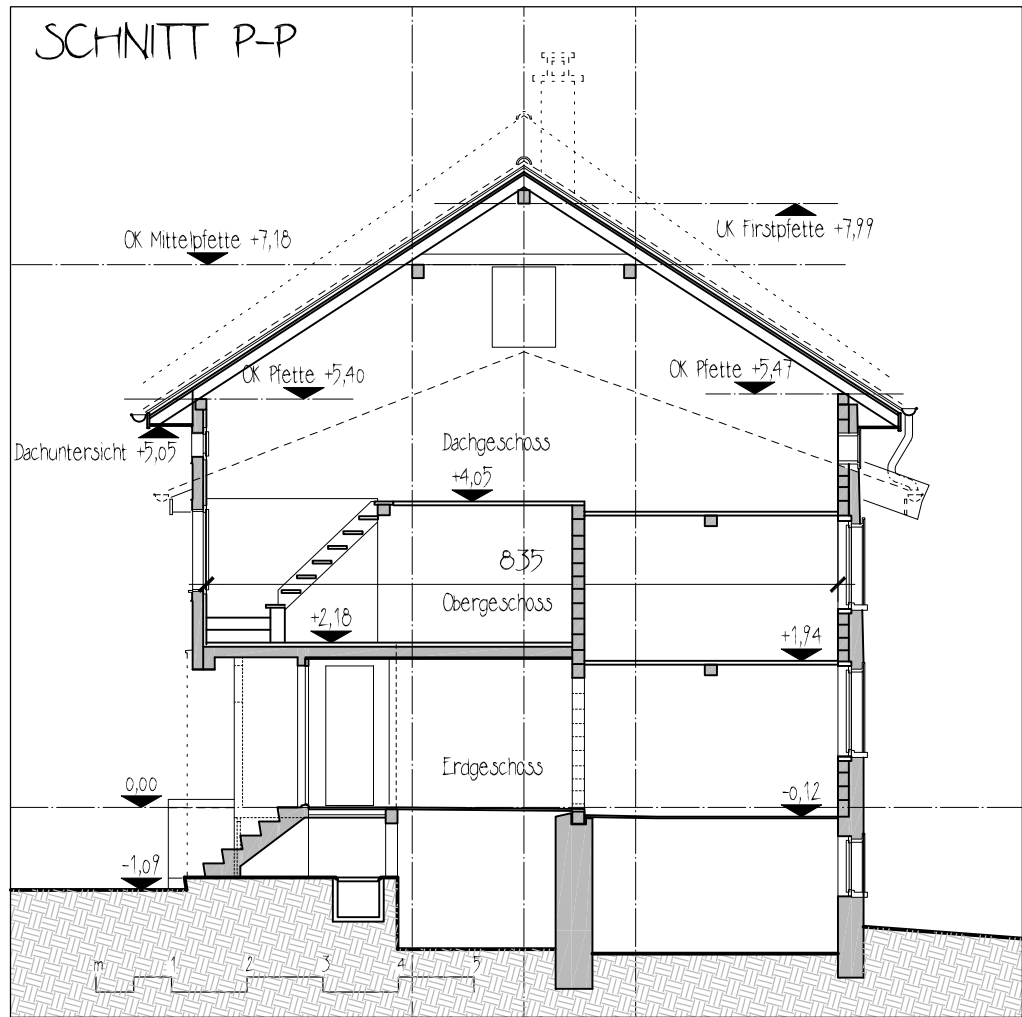 SCHNITT P-P
OK Mittelpfette +7,18
UK Firstpfette +7,99
OK Pfette +5,40
OK Pfette +5,47
Dachuntersicht +5,05
Dachgeschoss
+4,05
835
Obergeschoss
+2,18
+1,94
Erdgeschoss
0,00
-0,12
-1,09
m 1 2 3 4 5